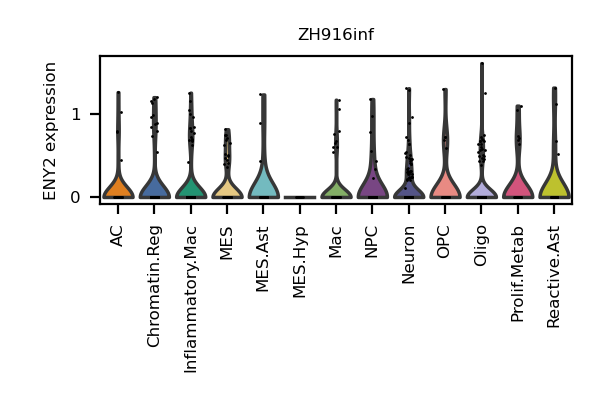 ZH916inf
ENY2 expression
1
0
AC
Chromatin.Reg
Inflammatory.Mac
MES
MES.Ast
MES.Hyp
Mac
NPC
Neuron
OPC
Oligo
Prolif.Metab
Reactive.Ast